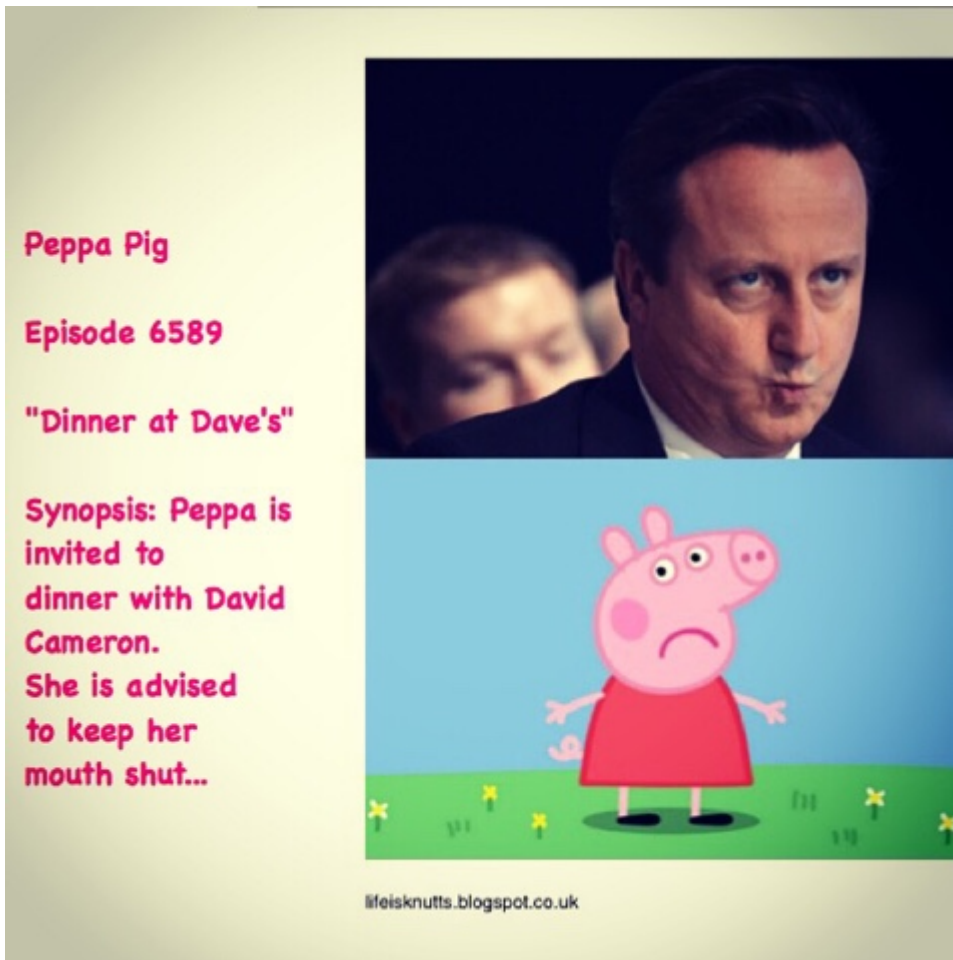 Peppa Pig
Episode 6589
"Dinner at Dave's"
Synopsis: Peppa is
invited to
dinner with David
Cameron.
She is advised
to keep her
mouth shut...
lifeisknutts.blogspot.co.uk